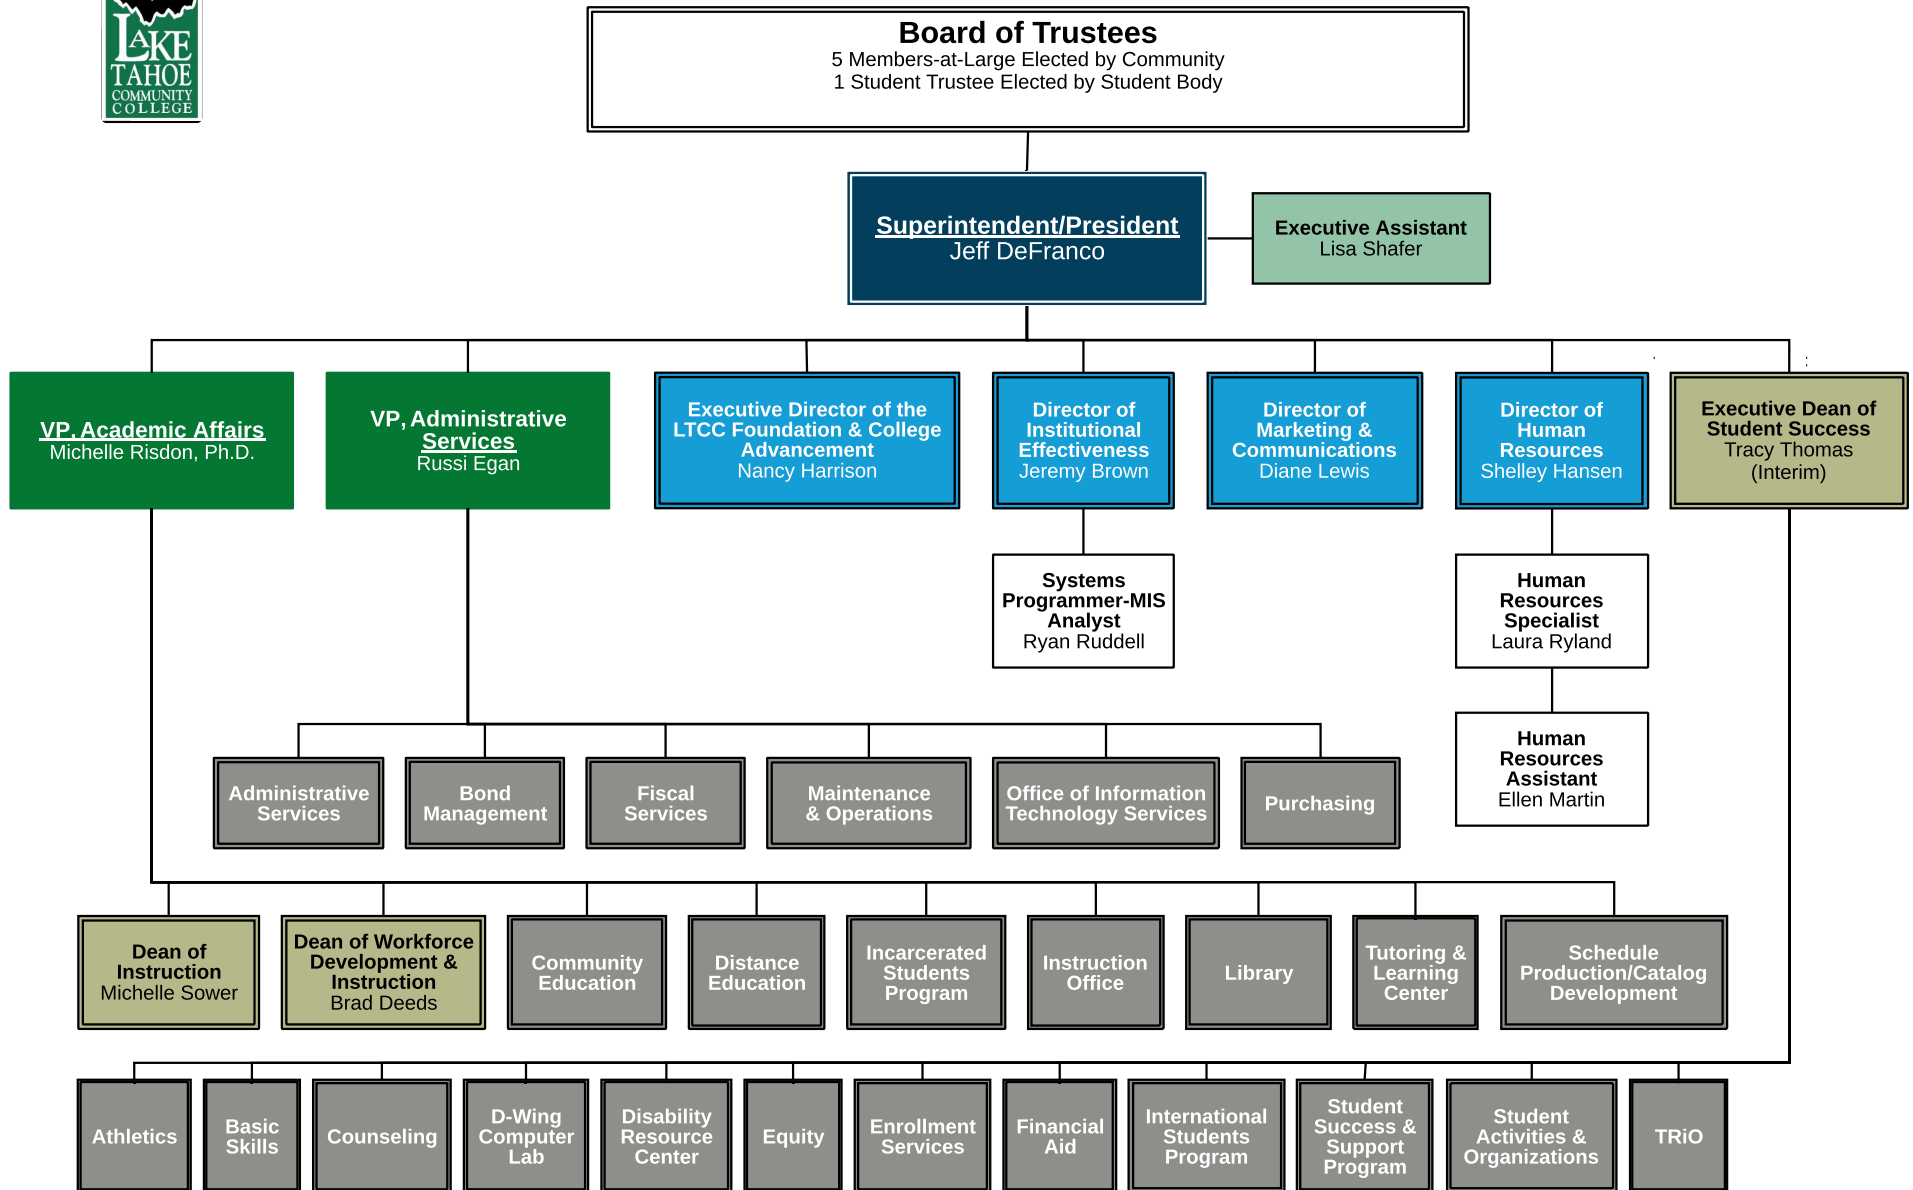 LAKE
TAHOE
COMMUNITY
COLLEGE
Board of Trustees
5 Members-at-Large Elected by Community
1 Student Trustee Elected by Student Body
Superintendent/President
Jeff DeFranco
Executive Assistant
Lisa Shafer
VP, Academic Affairs
Michelle Risdon, Ph.D.
VP, Administrative
Services
Russi Egan
Executive Director of the
LTCC Foundation & College
Advancement
Nancy Harrison
Director of
Institutional
Effectiveness
Jeremy Brown
Director of
Marketing &
Communications
Diane Lewis
Director of
Human
Resources
Shelley Hansen
Executive Dean of
Student Success
Tracy Thomas
(Interim)
Systems
Programmer-MIS
Analyst
Ryan Ruddell
Human
Resources
Specialist
Laura Ryland
Human
Resources
Assistant
Ellen Martin
Administrative
Services
Bond
Management
Fiscal
Services
Maintenance
& Operations
Office of Information
Technology Services
Purchasing
Dean of
Instruction
Michelle Sower
Dean of Workforce
Development &
Instruction
Brad Deeds
Community
Education
Distance
Education
Incarcerated
Students
Program
Instruction
Office
Library
Tutoring &
Learning
Center
Schedule
Production/Catalog
Development
Athletics
Basic
Skills
Counseling
D-Wing
Computer
Lab
Disability
Resource
Center
Equity
Enrollment
Services
Financial
Aid
International
Students
Program
Student
Success &
Support
Program
Student
Activities &
Organizations
TRiO